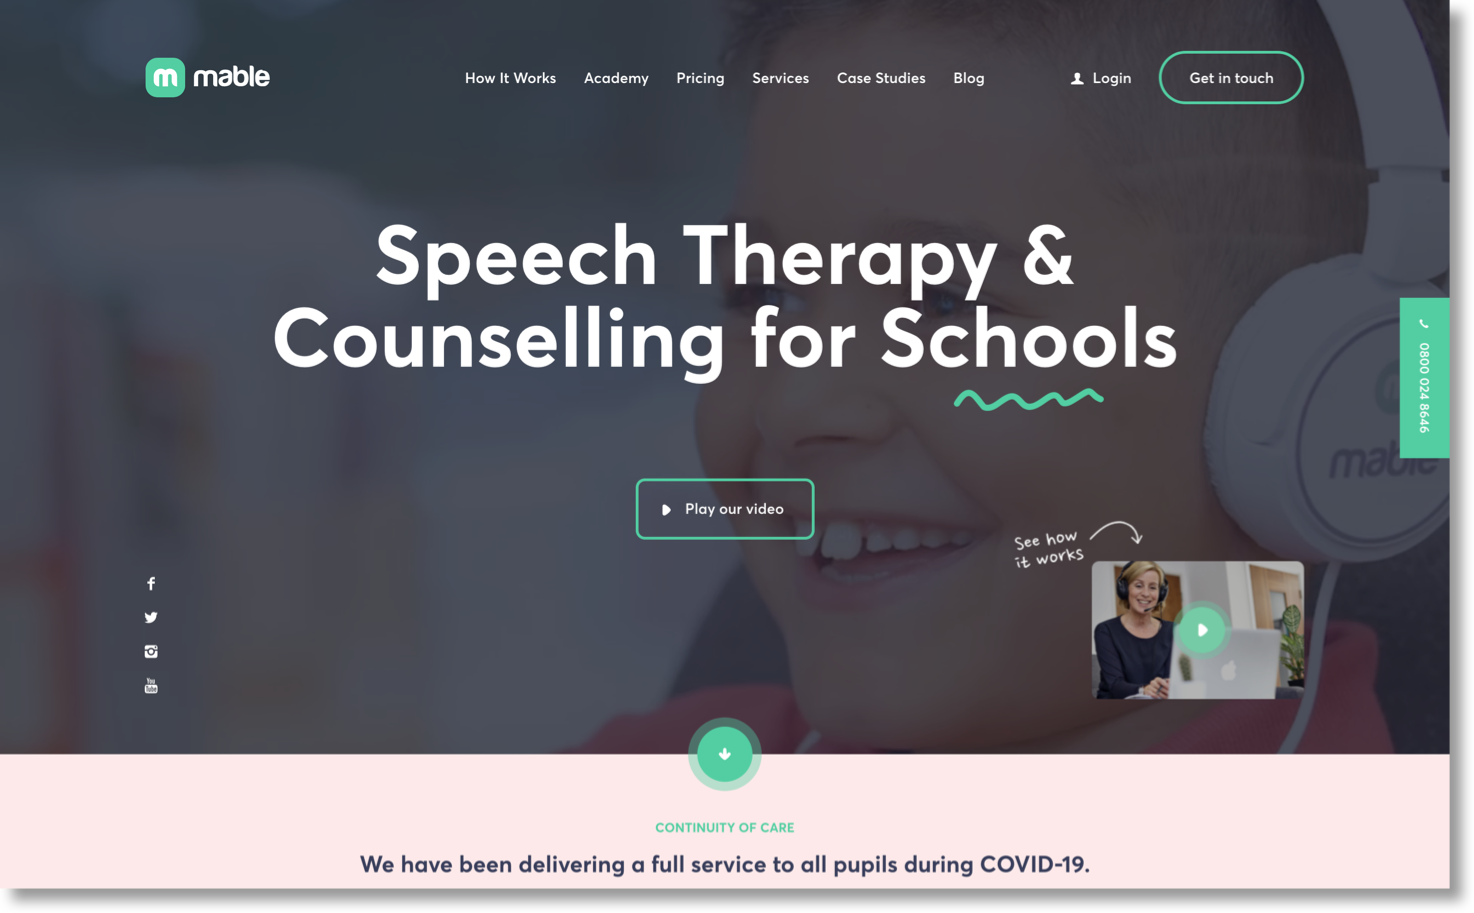 mable
How It Works
Academy
Pricing
Services
Case Studies
Blog
Login
Get in touch
Speech Therapy &
Counselling for Schools
0800 024 8646
mable
Play our video
See how
it works
You
Tube
CONTINUITY OF CARE
We have been delivering a full service to all pupils during COVID-19.